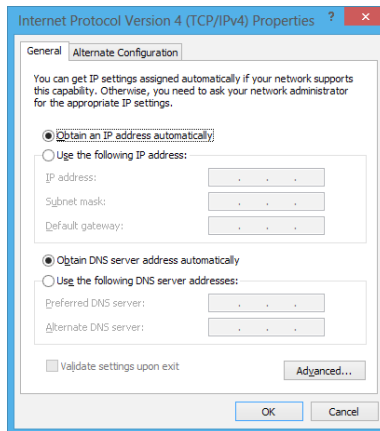 Internet Protocol Version 4 (TCP/IPv4) Properties ? ×
General Alternate Configuration
You can get IP settings assigned automatically if your network supports
this capability. Otherwise, you need to ask your network administrator
for the appropriate IP settings.
Obtain an IP address automatically
Use the following IP address:
IP address: . . .
Subnet mask: . . .
Default gateway: . . .
Obtain DNS server address automatically
Use the following DNS server addresses:
Preferred DNS server: . . .
Alternate DNS server: . . .
Validate settings upon exit
Advanced...
OK Cancel